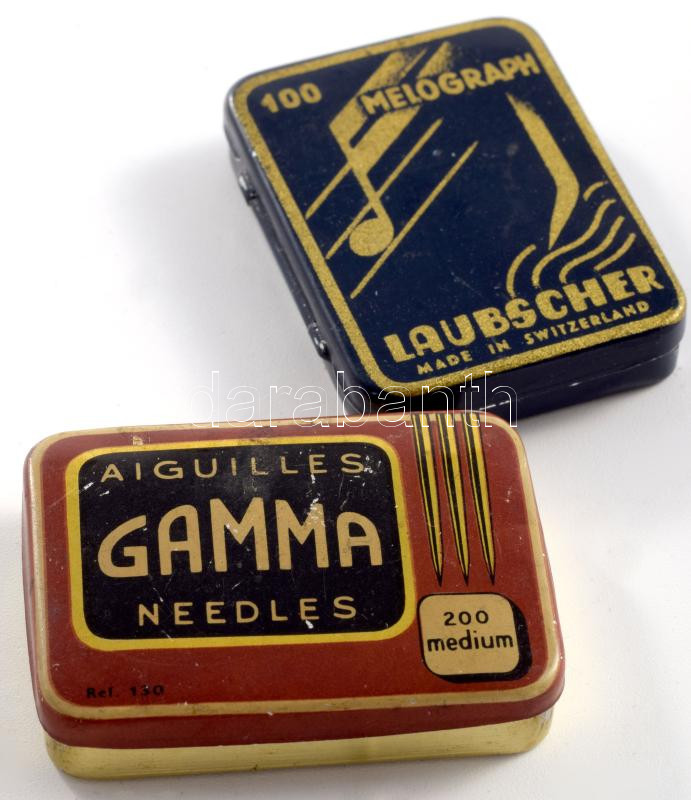 100
MELOGRAPH
LAUBSCHER
MADE IN SWITZERLAND
darabanth
AIGUILLES
GAMMA
NEEDLES
200
medium
Ref. 130